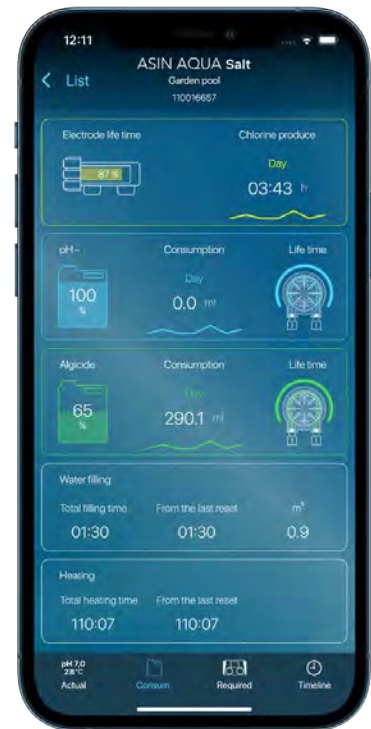 12:11
ASIN AQUA Salt
List
Garden pool
110016657
Electrode life time
Chlorine produce
87 %
Day
03:43 h
pH-
Consumption
Life time
100
%
Day
0.0 ml
Algicide
Consumption
Life time
65
%
Day
290.1 ml
Water filling
Total filling time
From the last reset
m³
01:30
01:30
0.9
Heating
Total heating time
From the last reset
110:07
110:07
pH 7,0
28°C
Actual
Consum.
Required
Timeline